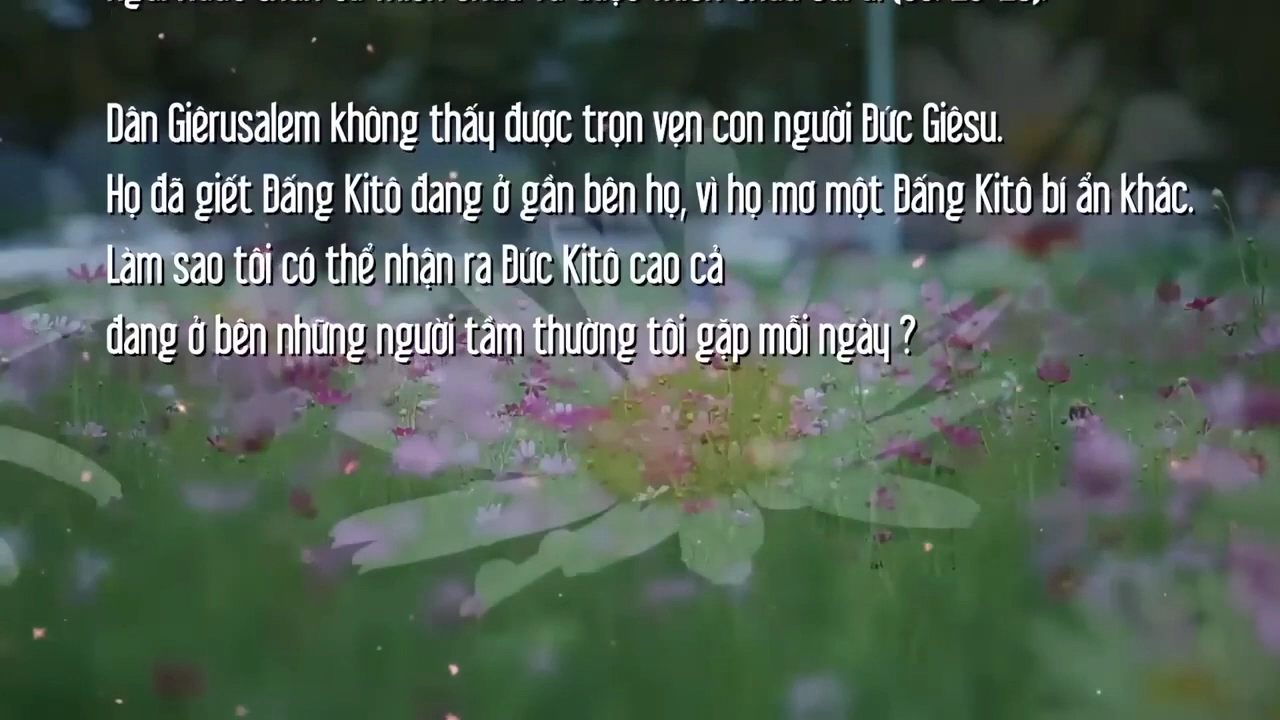 Dân Giêrusalem không thấy được trọn vẹn con người Đức Giêsu.
Họ đã giết Đấng Kitô đang ở gần bên họ, vì họ mơ một Đấng Kitô bí ẩn khác.
Làm sao tôi có thể nhận ra Đức Kitô cao cả
đang ở bên những người tầm thường tôi gặp mỗi ngày ?